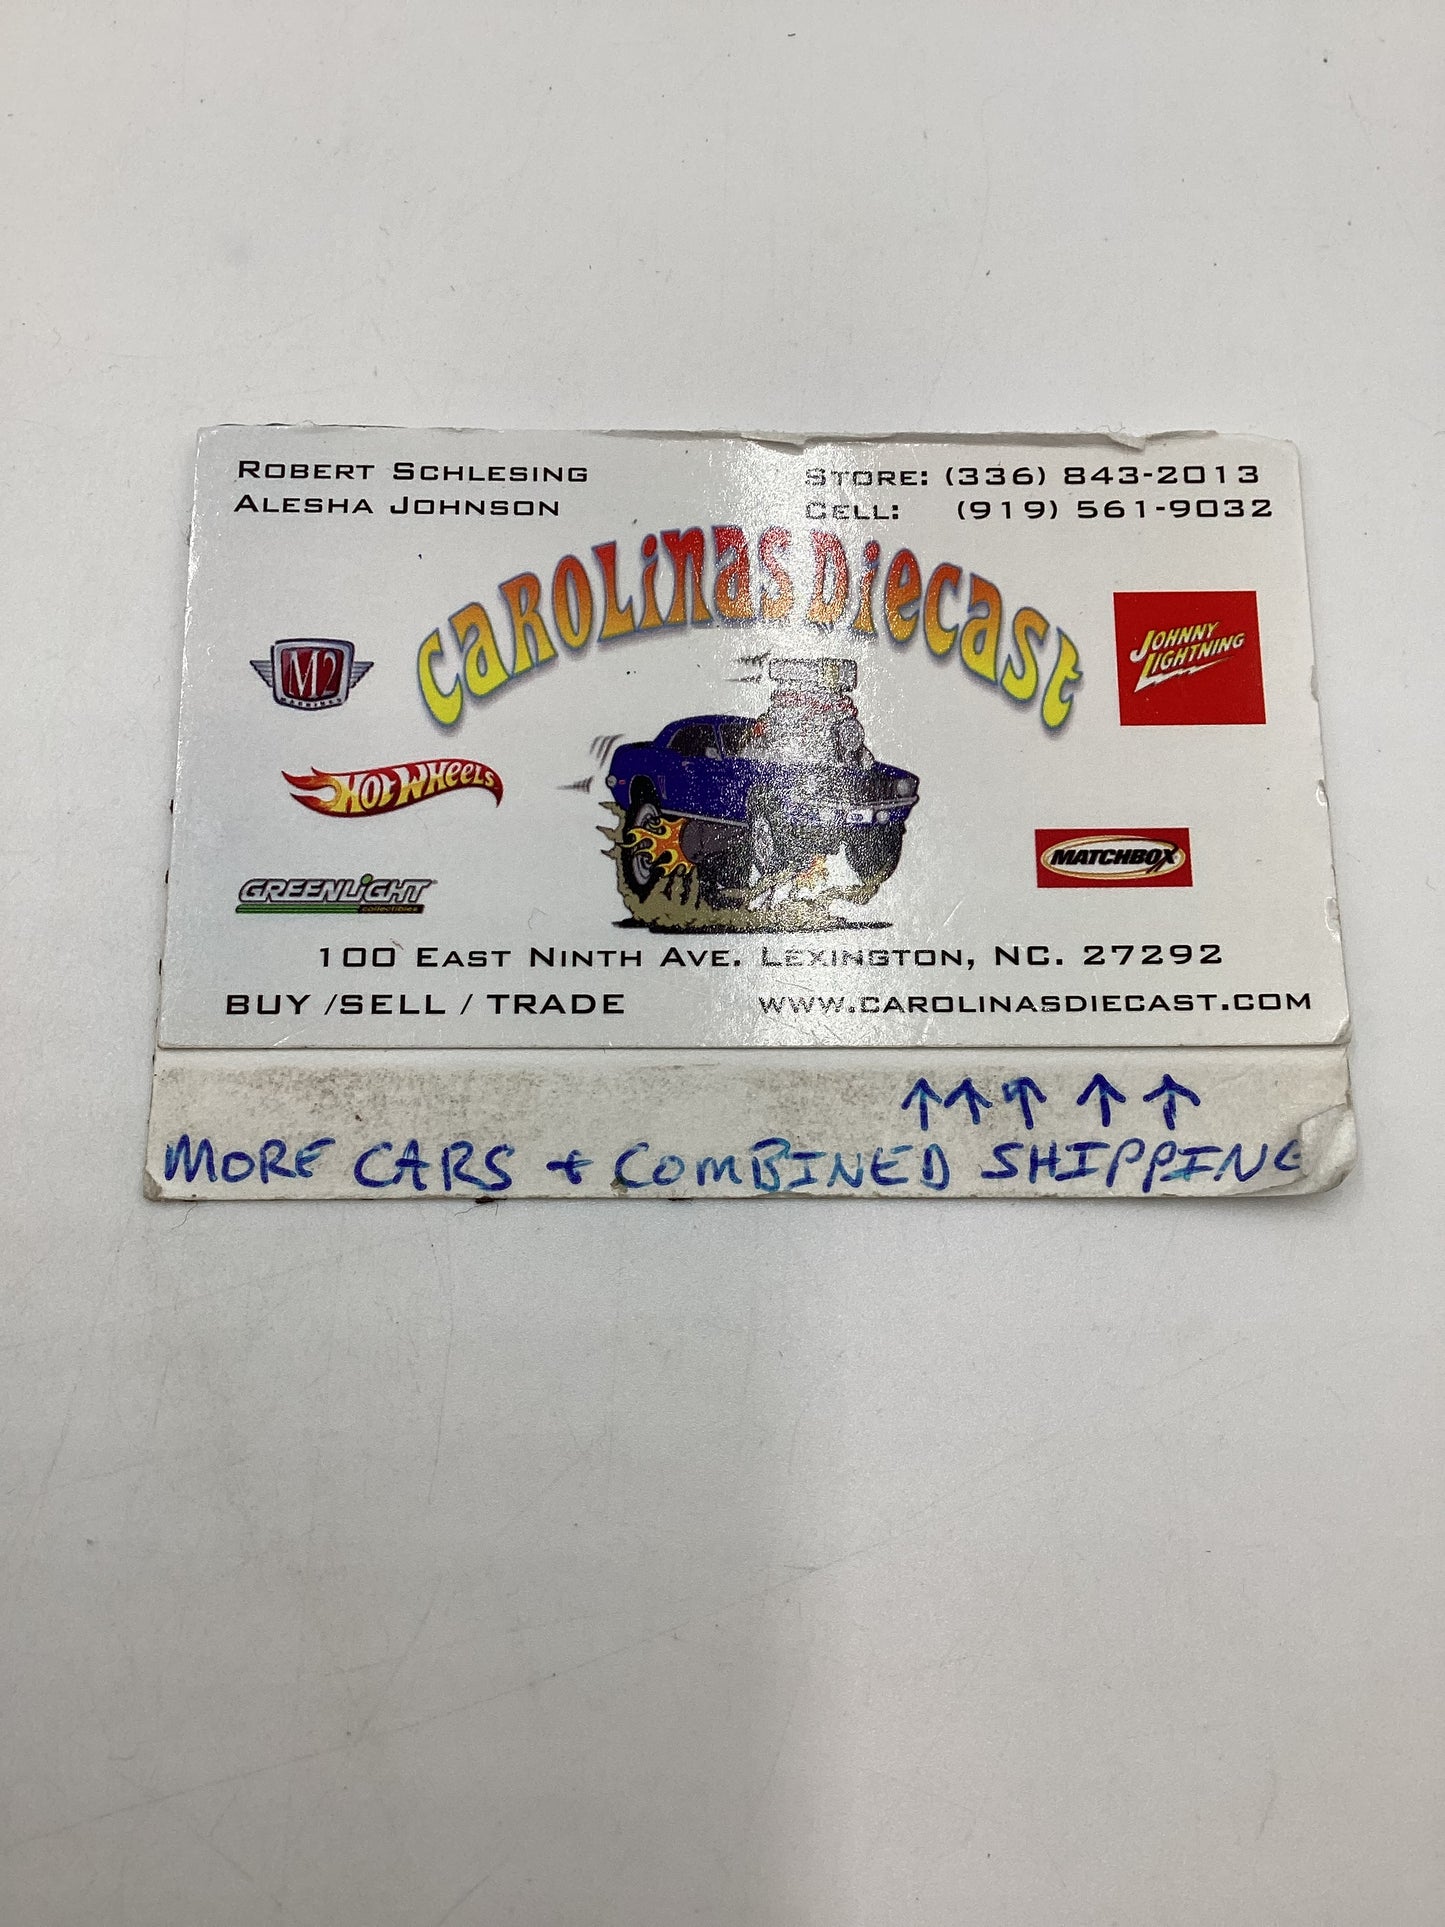 ROBERT SCHLESING
ALESHA JOHNSON
STORE: (336) 843-2013
CELL: (919) 561-9032
CAROLINAS DIECAST
M2
MACHINES
JOHNNY
LIGHTNING
HOT WHEELS
MATCHBOX
GREENLIGHT
collectibles
100 EAST NINTH AVE. LEXINGTON, NC. 27292
BUY /SELL / TRADE
WWW.CAROLINASDIECAST.COM
↑ ↑ ↑ ↑ ↑
MORE CARS + COMBINED SHIPPING